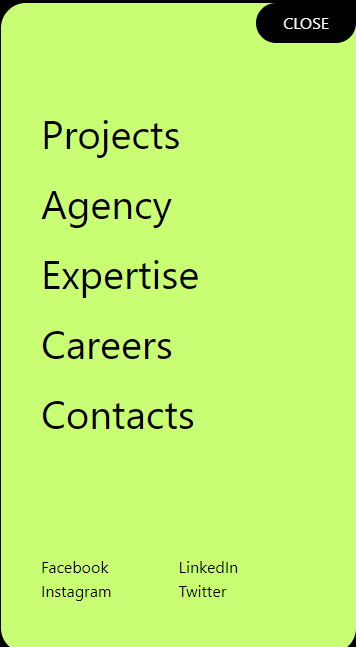 CLOSE
Projects
Agency
Expertise
Careers
Contacts
Facebook LinkedIn
Instagram Twitter